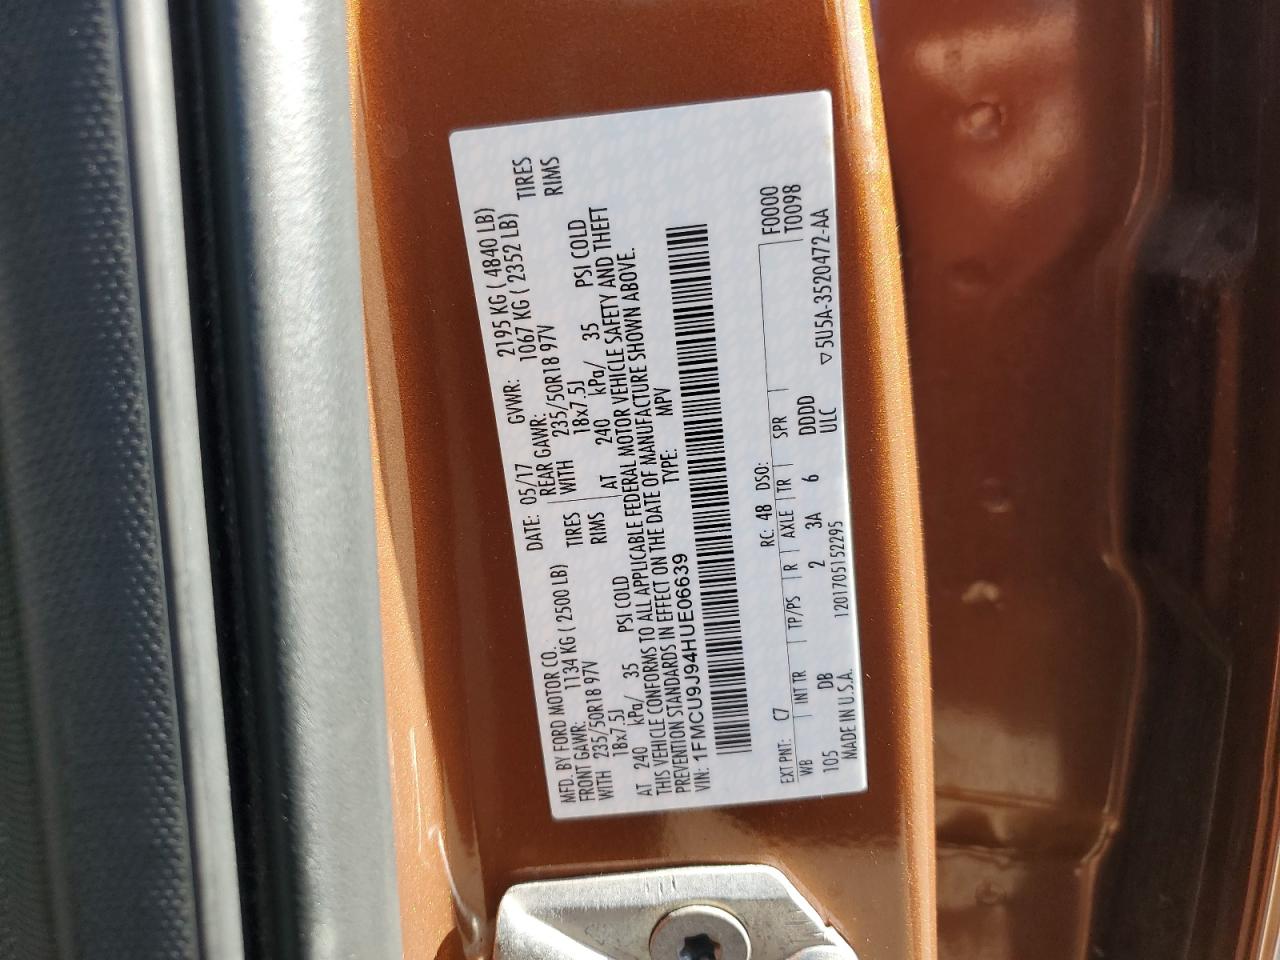 MFD. BY FORD MOTOR CO. DATE: 05/17 GVWR: 2195 KG ( 4840 LB)
FRONT GAWR: 1134 KG ( 2500 LB) REAR GAWR: 1067 KG ( 2352 LB)
WITH 235/50R18 97V TIRES WITH 235/50R18 97V TIRES
18x7.5J RIMS 18x7.5J RIMS
AT 240 kPa/ 35 PSI COLD AT 240 kPa/ 35 PSI COLD
THIS VEHICLE CONFORMS TO ALL APPLICABLE FEDERAL MOTOR VEHICLE SAFETY AND THEFT
PREVENTION STANDARDS IN EFFECT ON THE DATE OF MANUFACTURE SHOWN ABOVE.
VIN: 1FMCU9J94HUE06639 TYPE: MPV
F0000
EXT PNT: C7 RC: 48 DSO: T0098
WB INT TR TP/PS R AXLE TR SPR
105 DB 2 3A 6 DDDD
MADE IN U.S.A. 1201705152295 ULC ▽5U5A-3520472-AA